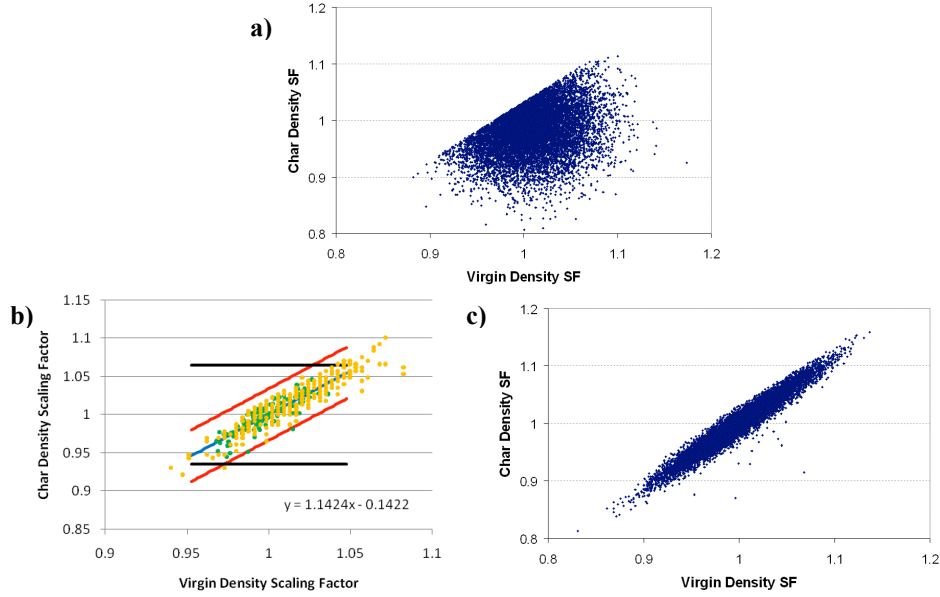 a)
1.2
1.1
1
0.9
0.8
Char Density SF
0.8 0.9 1 1.1 1.2
Virgin Density SF
b)
1.15
1.1
1.05
1
0.95
0.9
0.85
Char Density Scaling Factor
y = 1.1424x - 0.1422
0.9 0.95 1 1.05 1.1
Virgin Density Scaling Factor
c)
1.2
1.1
1
0.9
0.8
Char Density SF
0.8 0.9 1 1.1 1.2
Virgin Density SF